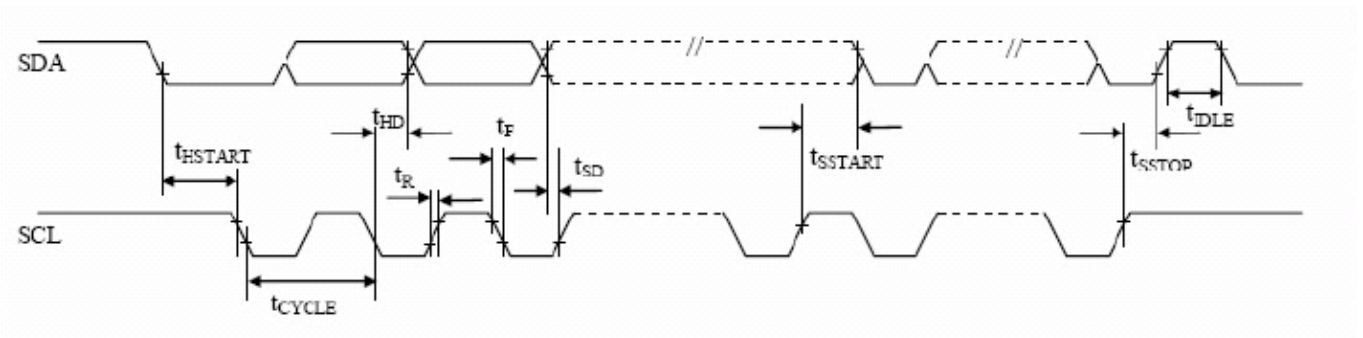 SDA
tHD
tF
tIDLE
tHSTART
tR
tSD
tSSTART
tSSTOP
SCL
tCYCLE